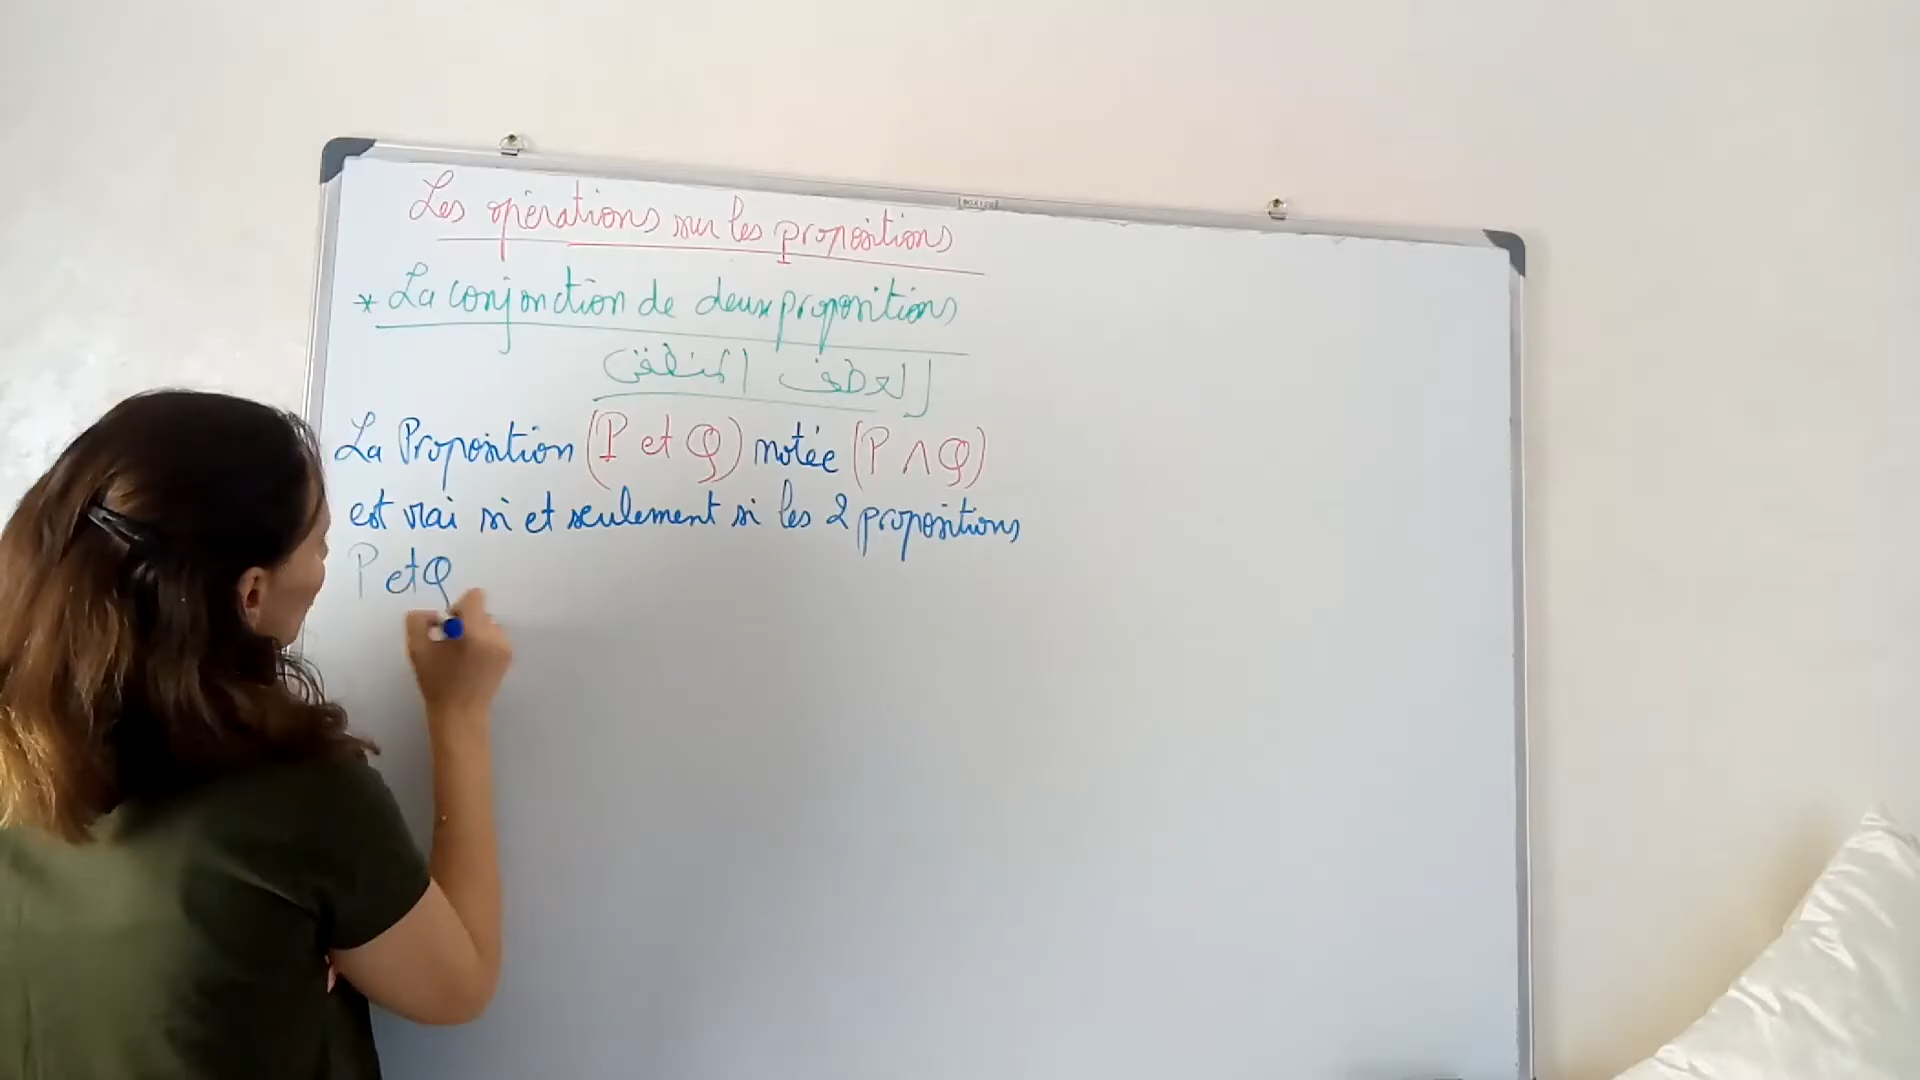 Les opérations sur les propositions
* La conjonction de deux propositions
العطف المنطقي
La Proposition (P et Q) notée (P ∧ Q)
est vrai si et seulement si les 2 propositions
P et Q